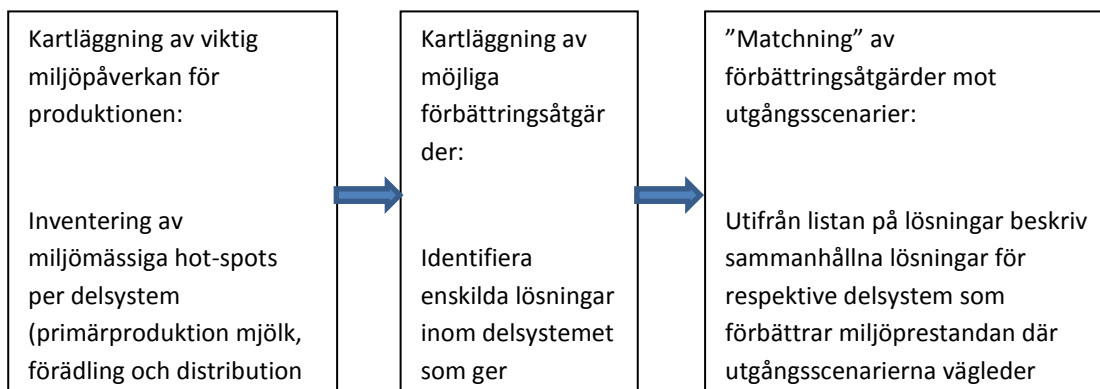 Kartläggning av viktig
miljöpåverkan för
produktionen:
Inventering av
miljömässiga hot-spots
per delsystem
(primärproduktion mjölk,
förädling och distribution
Kartläggning av
möjliga
förbättringsåtgär
der:
Identifiera
enskilda lösningar
inom delsystemet
som ger
”Matchning” av
förbättringsåtgärder mot
utgångsscenarier:
Utifrån listan på lösningar beskriv
sammanhållna lösningar för
respektive delsystem som
förbättrar miljöprestandan där
utgångsscenarierna vägleder